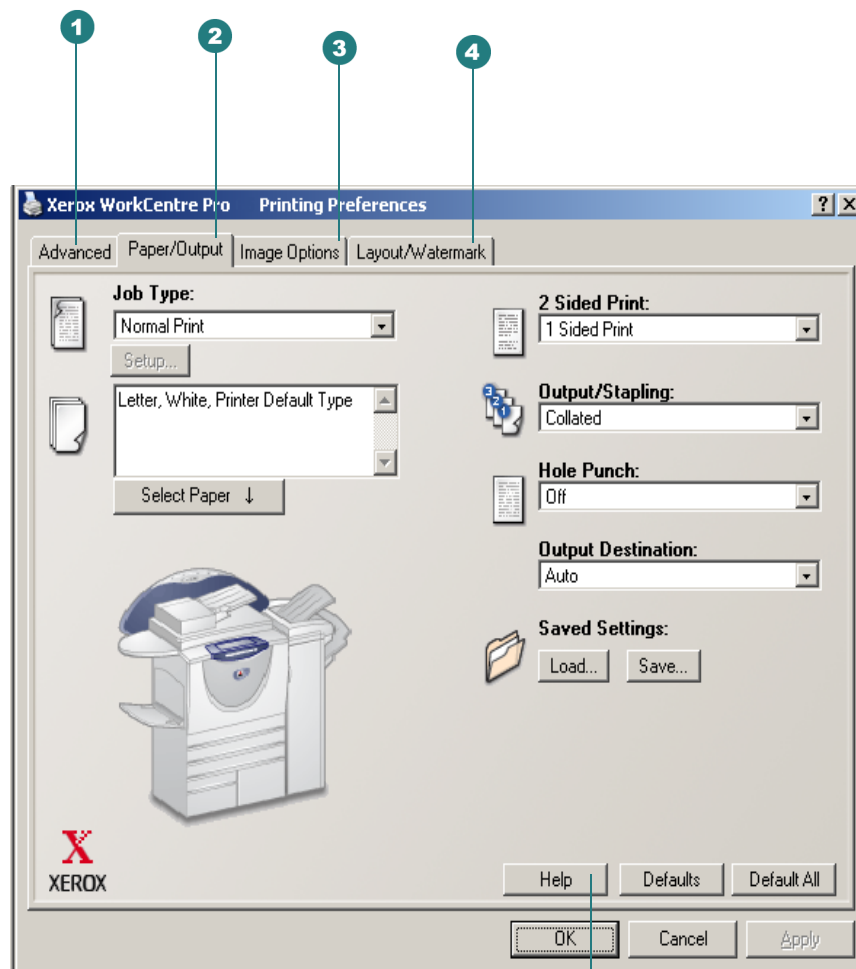 1
2
3
4
Xerox WorkCentre Pro Printing Preferences
Advanced
Paper/Output
Image Options
Layout/Watermark
Job Type:
Normal Print
Setup...
Letter, White, Printer Default Type
Select Paper ↓
2 Sided Print:
1 Sided Print
Output/Stapling:
Collated
Hole Punch:
Off
Output Destination:
Auto
Saved Settings:
Load...
Save...
X
XEROX
Help
Defaults
Default All
OK
Cancel
Apply